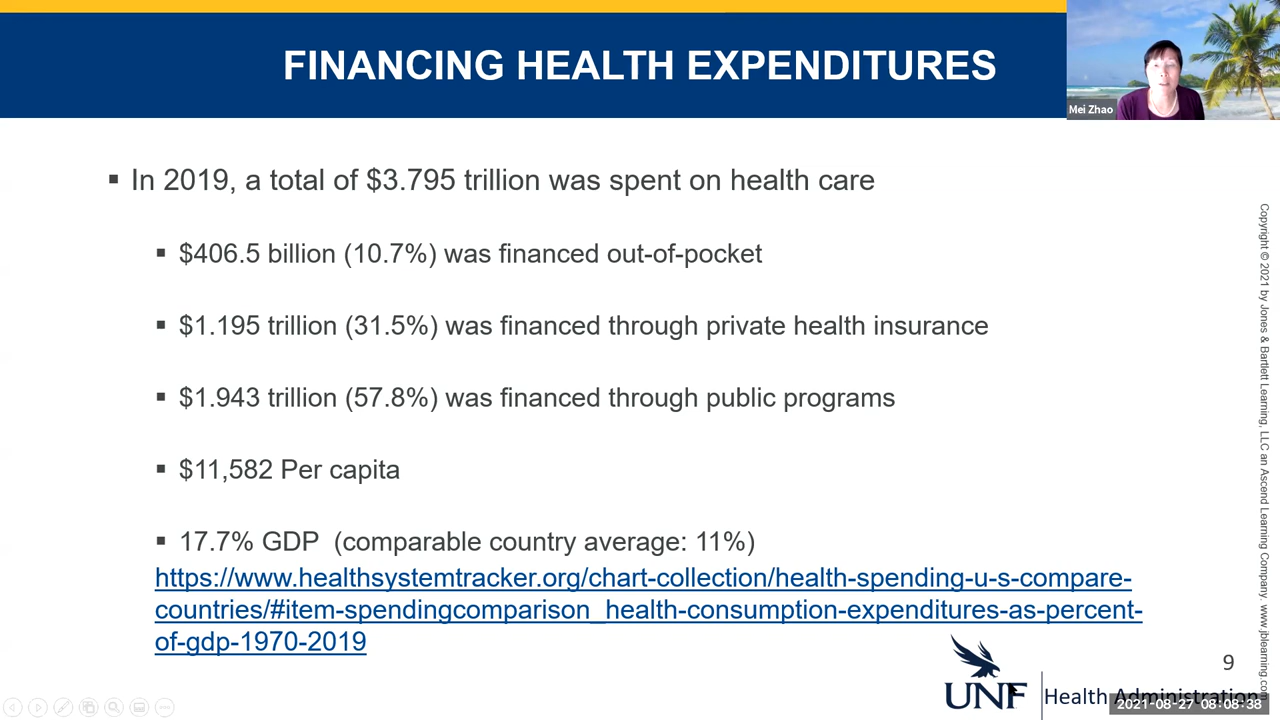 FINANCING HEALTH EXPENDITURES
Mei Zhao
▪ In 2019, a total of $3.795 trillion was spent on health care
▪ $406.5 billion (10.7%) was financed out-of-pocket
▪ $1.195 trillion (31.5%) was financed through private health insurance
▪ $1.943 trillion (57.8%) was financed through public programs
▪ $11,582 Per capita
▪ 17.7% GDP (comparable country average: 11%)
https://www.healthsystemtracker.org/chart-collection/health-spending-u-s-compare-
countries/#item-spendingcomparison_health-consumption-expenditures-as-percent-
of-gdp-1970-2019
Copyright © 2021 by Jones & Bartlett Learning, LLC an Ascend Learning Company. www.jblearning.com
9
UNF Health Administration
2021-08-27 08:08:38